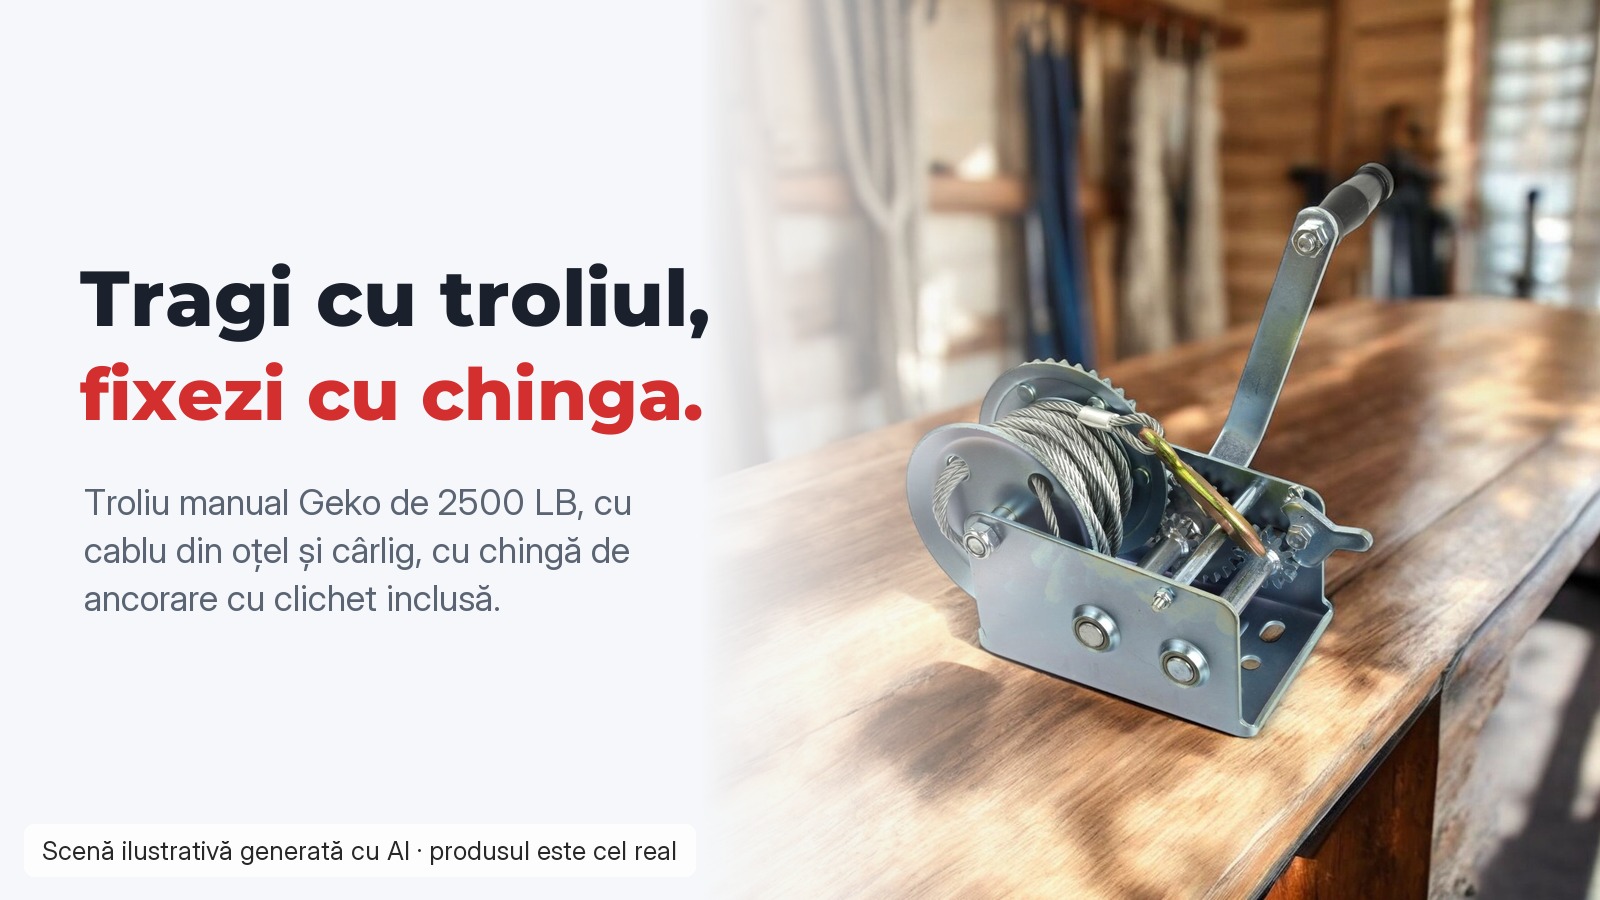 Tragi cu troliul,
fixezi cu chinga.
Troliu manual Geko de 2500 LB, cu
cablu din oțel și cârlig, cu chingă de
ancorare cu clichet inclusă.
Scenă ilustrativă generată cu AI · produsul este cel real